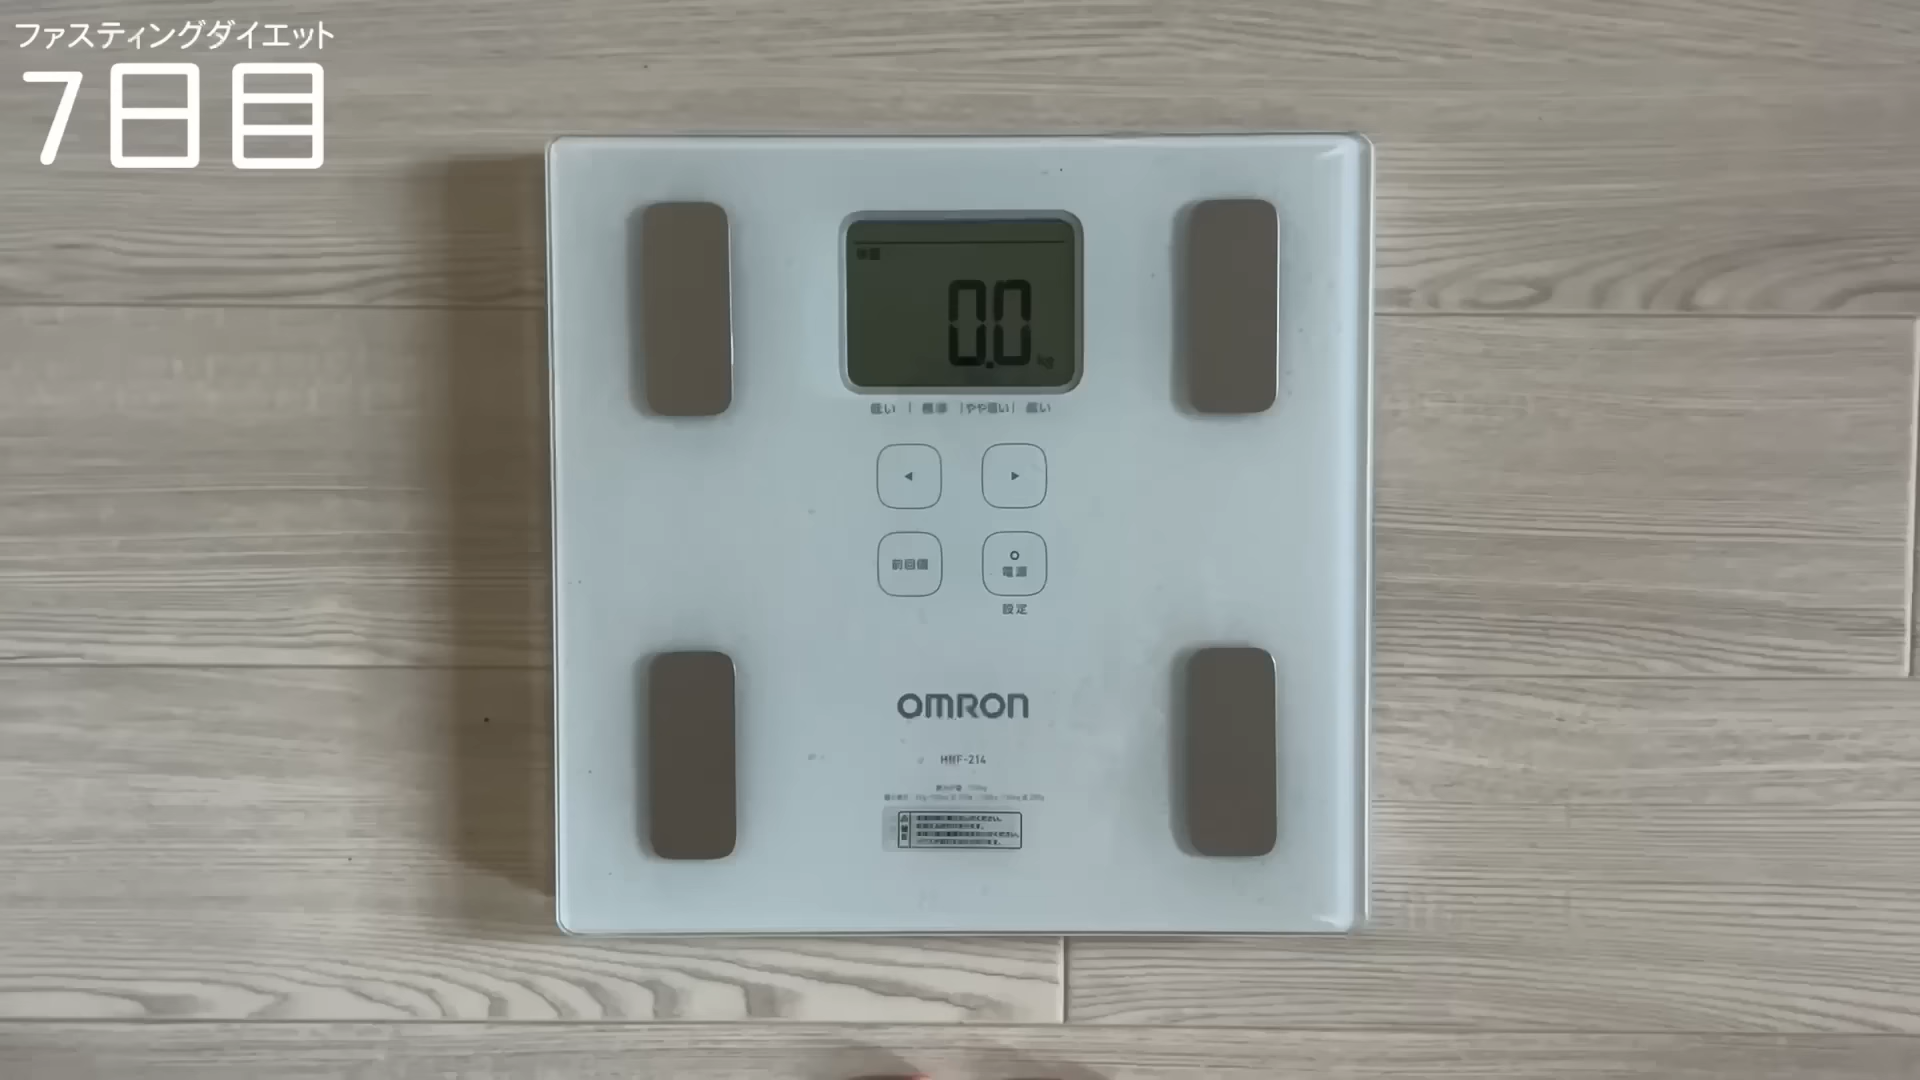 ファスティングダイエット
7日目
体重
0.0 kg
低い | 標準 | やや高い | 高い
◀ ▶
前回値
電源
設定
OMRON
HBF-214